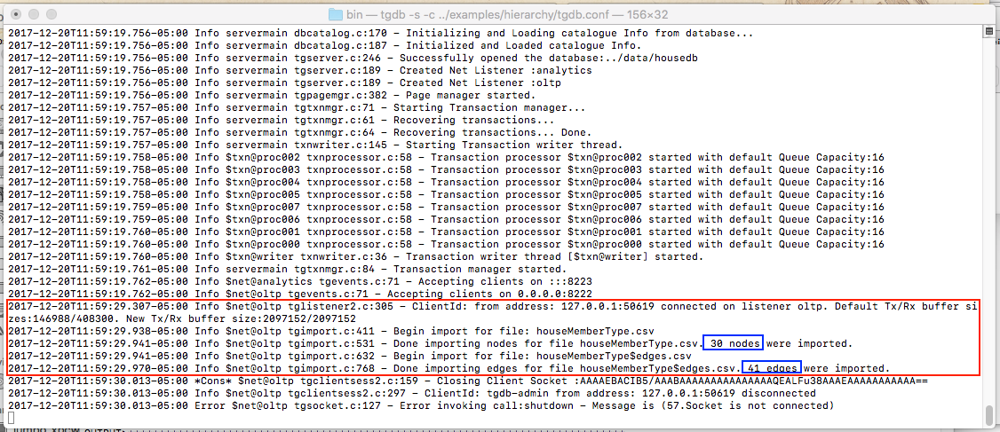 bin — tgdb -s -c ../examples/hierarchy/tgdb.conf — 156×32
2017-12-20T11:59:19.756-05:00 Info servermain dbcatalog.c:170 - Initializing and Loading catalogue Info from database...
2017-12-20T11:59:19.756-05:00 Info servermain dbcatalog.c:187 - Initialized and Loaded catalogue Info.
2017-12-20T11:59:19.756-05:00 Info servermain tgserver.c:246 - Successfully opened the database:../data/housedb
2017-12-20T11:59:19.756-05:00 Info servermain tgserver.c:189 - Created Net Listener :analytics
2017-12-20T11:59:19.756-05:00 Info servermain tgserver.c:189 - Created Net Listener :oltp
2017-12-20T11:59:19.756-05:00 Info servermain tgpagemgr.c:382 - Page manager started.
2017-12-20T11:59:19.757-05:00 Info servermain tgtxnmgr.c:71 - Starting Transaction manager...
2017-12-20T11:59:19.757-05:00 Info servermain tgtxnmgr.c:61 - Recovering transactions...
2017-12-20T11:59:19.757-05:00 Info servermain tgtxnmgr.c:64 - Recovering transactions... Done.
2017-12-20T11:59:19.757-05:00 Info servermain txnwriter.c:145 - Starting Transaction writer thread.
2017-12-20T11:59:19.758-05:00 Info $txn@proc002 txnprocessor.c:58 - Transaction processor $txn@proc002 started with default Queue Capacity:16
2017-12-20T11:59:19.758-05:00 Info $txn@proc003 txnprocessor.c:58 - Transaction processor $txn@proc003 started with default Queue Capacity:16
2017-12-20T11:59:19.758-05:00 Info $txn@proc004 txnprocessor.c:58 - Transaction processor $txn@proc004 started with default Queue Capacity:16
2017-12-20T11:59:19.758-05:00 Info $txn@proc005 txnprocessor.c:58 - Transaction processor $txn@proc005 started with default Queue Capacity:16
2017-12-20T11:59:19.759-05:00 Info $txn@proc007 txnprocessor.c:58 - Transaction processor $txn@proc007 started with default Queue Capacity:16
2017-12-20T11:59:19.759-05:00 Info $txn@proc006 txnprocessor.c:58 - Transaction processor $txn@proc006 started with default Queue Capacity:16
2017-12-20T11:59:19.760-05:00 Info $txn@proc001 txnprocessor.c:58 - Transaction processor $txn@proc001 started with default Queue Capacity:16
2017-12-20T11:59:19.760-05:00 Info $txn@proc000 txnprocessor.c:58 - Transaction processor $txn@proc000 started with default Queue Capacity:16
2017-12-20T11:59:19.760-05:00 Info $txn@writer txnwriter.c:36 - Transaction writer thread [$txn@writer] started.
2017-12-20T11:59:19.761-05:00 Info servermain tgtxnmgr.c:84 - Transaction manager started.
2017-12-20T11:59:19.762-05:00 Info $net@analytics tgevents.c:71 - Accepting clients on :::8223
2017-12-20T11:59:19.762-05:00 Info $net@oltp tgevents.c:71 - Accepting clients on 0.0.0.0:8222
2017-12-20T11:59:29.307-05:00 Info $net@oltp tglistener2.c:305 - ClientId: from address: 127.0.0.1:50619 connected on listener oltp. Default Tx/Rx buffer si
zes:146988/408300. New Tx/Rx buffer size:2097152/2097152
2017-12-20T11:59:29.938-05:00 Info $net@oltp tgimport.c:411 - Begin import for file: houseMemberType.csv
2017-12-20T11:59:29.941-05:00 Info $net@oltp tgimport.c:531 - Done importing nodes for file houseMemberType.csv. 30 nodes were imported.
2017-12-20T11:59:29.941-05:00 Info $net@oltp tgimport.c:632 - Begin import for file: houseMemberType$edges.csv
2017-12-20T11:59:29.970-05:00 Info $net@oltp tgimport.c:768 - Done importing edges for file houseMemberType$edges.csv. 41 edges were imported.
2017-12-20T11:59:30.013-05:00 *Cons* $net@oltp tgclientsess2.c:159 - Closing Client Socket :AAAAEBACIB5/AAABAAAAAAAAAAAAAAAQEALFu38AAAEAAAAAAAAAAA==
2017-12-20T11:59:30.013-05:00 Info $net@oltp tgclientsess2.c:297 - ClientId: tgdb-admin from address: 127.0.0.1:50619 disconnected
2017-12-20T11:59:30.013-05:00 Error $net@oltp tgsocket.c:127 - Error invoking call:shutdown - Message is (57.Socket is not connected)